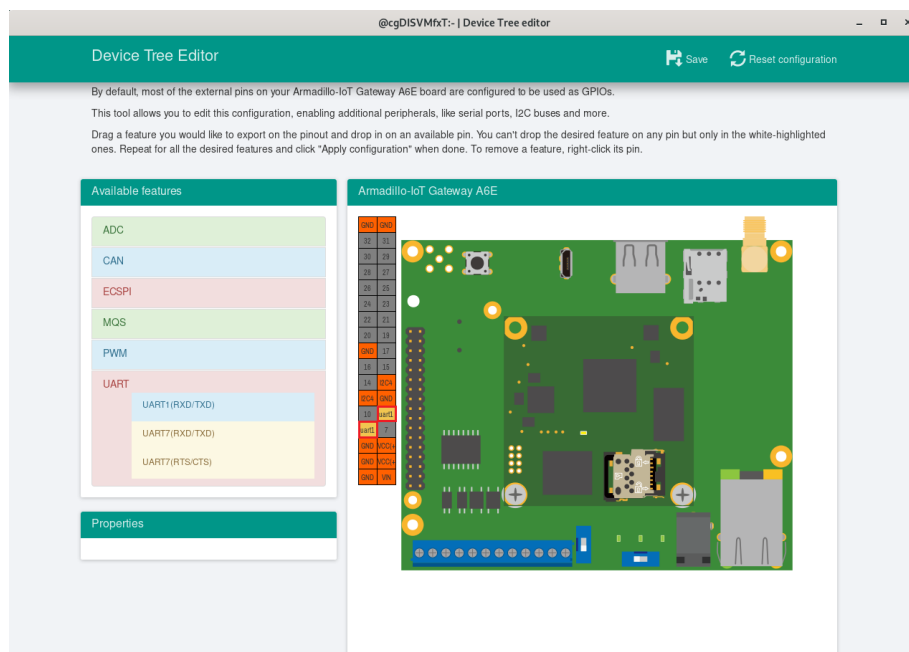 @cgDISVMfxT:~ | Device Tree editor
Device Tree Editor
Save
Reset configuration
By default, most of the external pins on your Armadillo-IoT Gateway A6E board are configured to be used as GPIOs.
This tool allows you to edit this configuration, enabling additional peripherals, like serial ports, I2C buses and more.
Drag a feature you would like to export on the pinout and drop in on an available pin. You can't drop the desired feature on any pin but only in the white-highlighted
ones. Repeat for all the desired features and click "Apply configuration" when done. To remove a feature, right-click its pin.
Available features
ADC
CAN
ECSPI
MQS
PWM
UART
UART1(RXD/TXD)
UART7(RXD/TXD)
UART7(RTS/CTS)
Properties
Armadillo-IoT Gateway A6E
GND GND
32 31
30 29
28 27
26 25
24 23
22 21
20 19
GND 17
16 15
14 I2C4
I2C4 GND
10 uart1
uart1 7
GND VCC(+
GND VCC(+
GND VIN